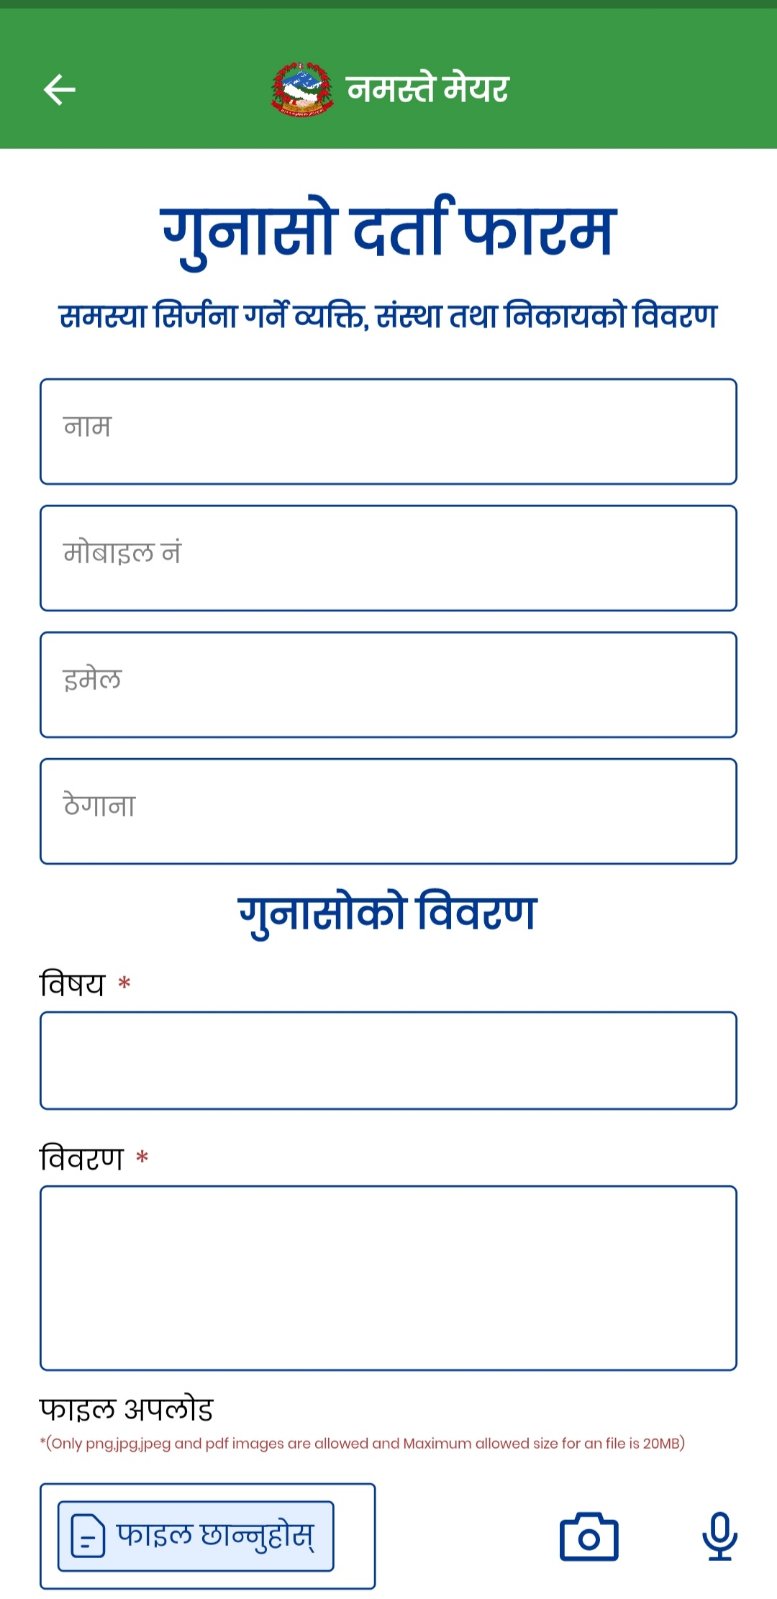 नमस्ते मेयर
गुनासो दर्ता फारम
समस्या सिर्जना गर्ने व्यक्ति, संस्था तथा निकायको विवरण
नाम
मोबाइल नं
इमेल
ठेगाना
गुनासोको विवरण
विषय *
विवरण *
फाइल अपलोड
*(Only png,jpg,jpeg and pdf images are allowed and Maximum allowed size for an file is 20MB)
फाइल छान्नुहोस्